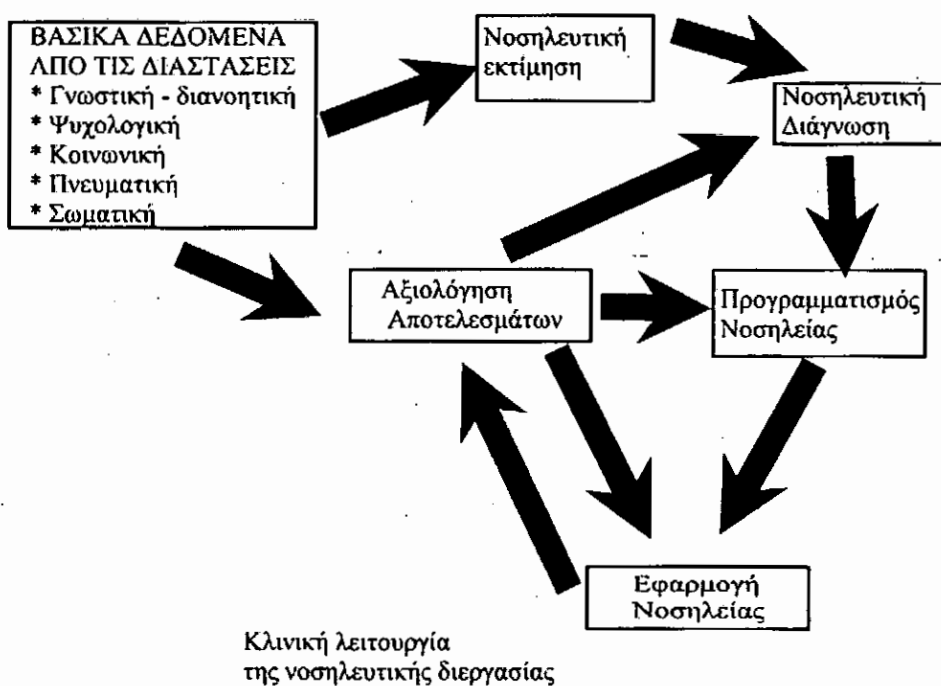 ΒΑΣΙΚΑ ΔΕΔΟΜΕΝΑ
ΛΠΟ ΤΙΣ ΔΙΑΣΤΑΣΕΙΣ
* Γνωστική - διανοητική
* Ψυχολογική
* Κοινωνική
* Πνευματική
* Σωματική
Νοσηλευτική
εκτίμηση
Νοσηλευτική
Διάγνωση
Αξιολόγηση
Αποτελεσμάτων
Προγραμματισμός
Νοσηλείας
Εφαρμογή
Νοσηλείας
Κλινική λειτουργία
της νοσηλευτικής διεργασίας